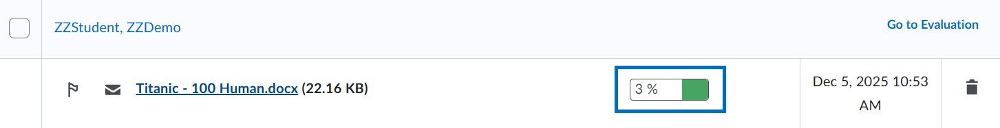 ZZStudent, ZZDemo
Go to Evaluation
Titanic - 100 Human.docx (22.16 KB)
3 %
Dec 5, 2025 10:53
AM